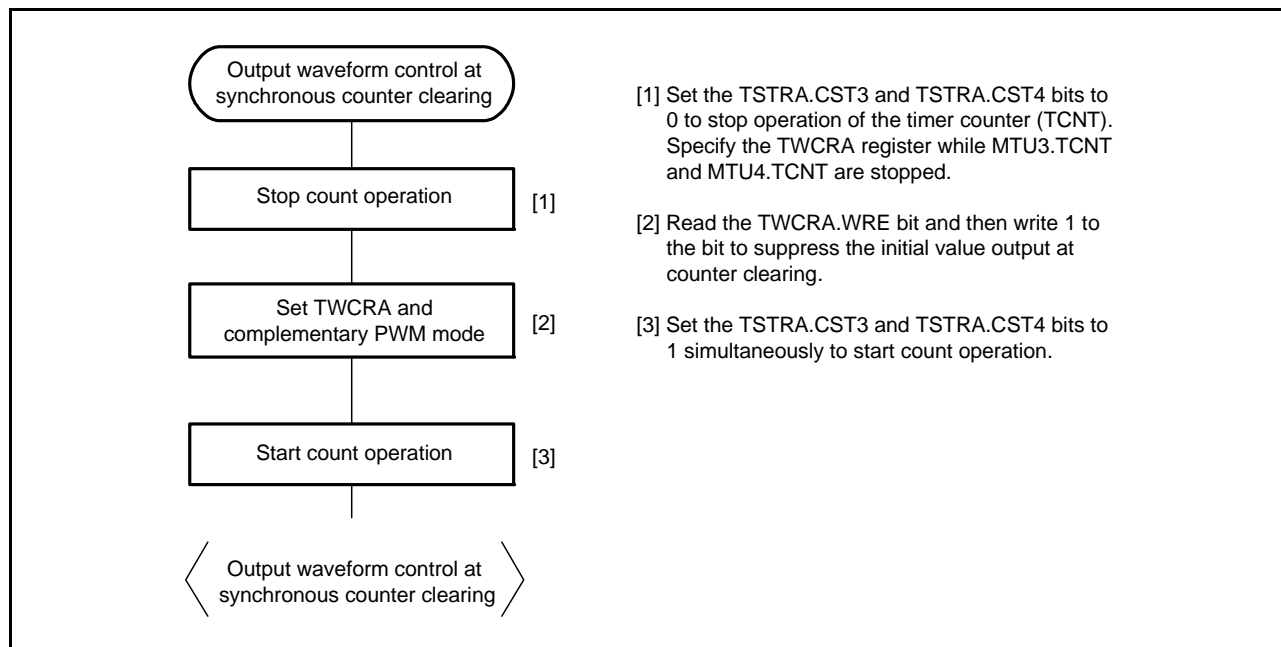 Output waveform control at
synchronous counter clearing
Stop count operation
[1]
Set TWCRA and
complementary PWM mode
[2]
Start count operation
[3]
Output waveform control at
synchronous counter clearing
[1] Set the TSTRA.CST3 and TSTRA.CST4 bits to
0 to stop operation of the timer counter (TCNT).
Specify the TWCRA register while MTU3.TCNT
and MTU4.TCNT are stopped.
[2] Read the TWCRA.WRE bit and then write 1 to
the bit to suppress the initial value output at
counter clearing.
[3] Set the TSTRA.CST3 and TSTRA.CST4 bits to
1 simultaneously to start count operation.